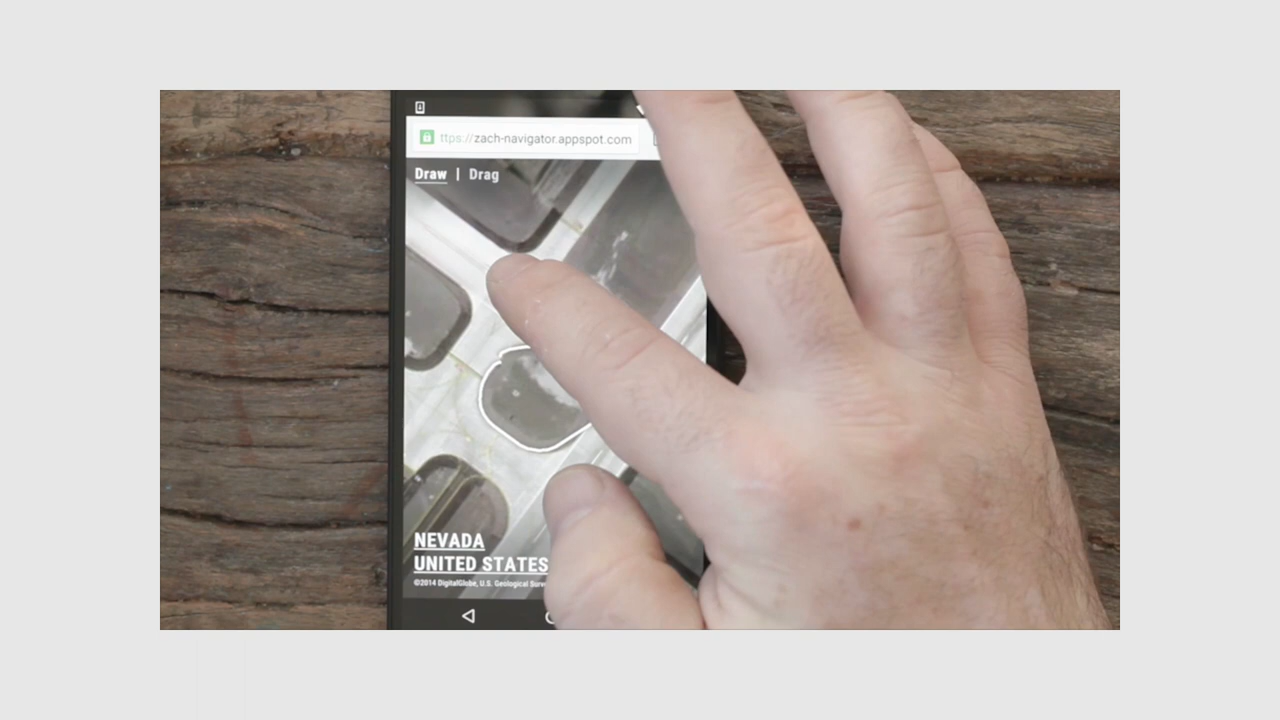 ttps://zach-navigator.appspot.com
Draw | Drag
NEVADA
UNITED STATES
©2014 DigitalGlobe, U.S. Geological